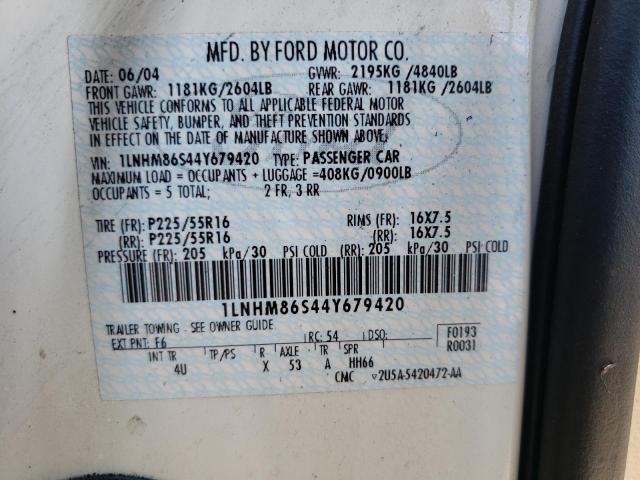 MFD. BY FORD MOTOR CO.
DATE: 06/04 GVWR: 2195KG /4840LB
FRONT GAWR: 1181KG/2604LB REAR GAWR: 1181KG /2604LB
THIS VEHICLE CONFORMS TO ALL APPLICABLE FEDERAL MOTOR
VEHICLE SAFETY, BUMPER, AND THEFT PREVENTION STANDARDS
IN EFFECT ON THE DATE OF MANUFACTURE SHOWN ABOVE.
VIN: 1LNHM86S44Y679420 TYPE: PASSENGER CAR
MAXIMUM LOAD = OCCUPANTS + LUGGAGE =408KG/0900LB
OCCUPANTS = 5 TOTAL; 2 FR, 3 RR
TIRE (FR): P225/55R16 RIMS (FR): 16X7.5
(RR): P225/55R16 (RR): 16X7.5
PRESSURE (FR): 205 kPa/30 PSI COLD (RR): 205 kPa/30 PSI COLD
1LNHM86S44Y679420
TRAILER TOWING - SEE OWNER GUIDE
EXT PNT: F6 RC: 54 DSO: F0193
INT TR TP/PS R AXLE TR SPR R0031
4U X 53 A HH66
CMC 2U5A-5420472-AA